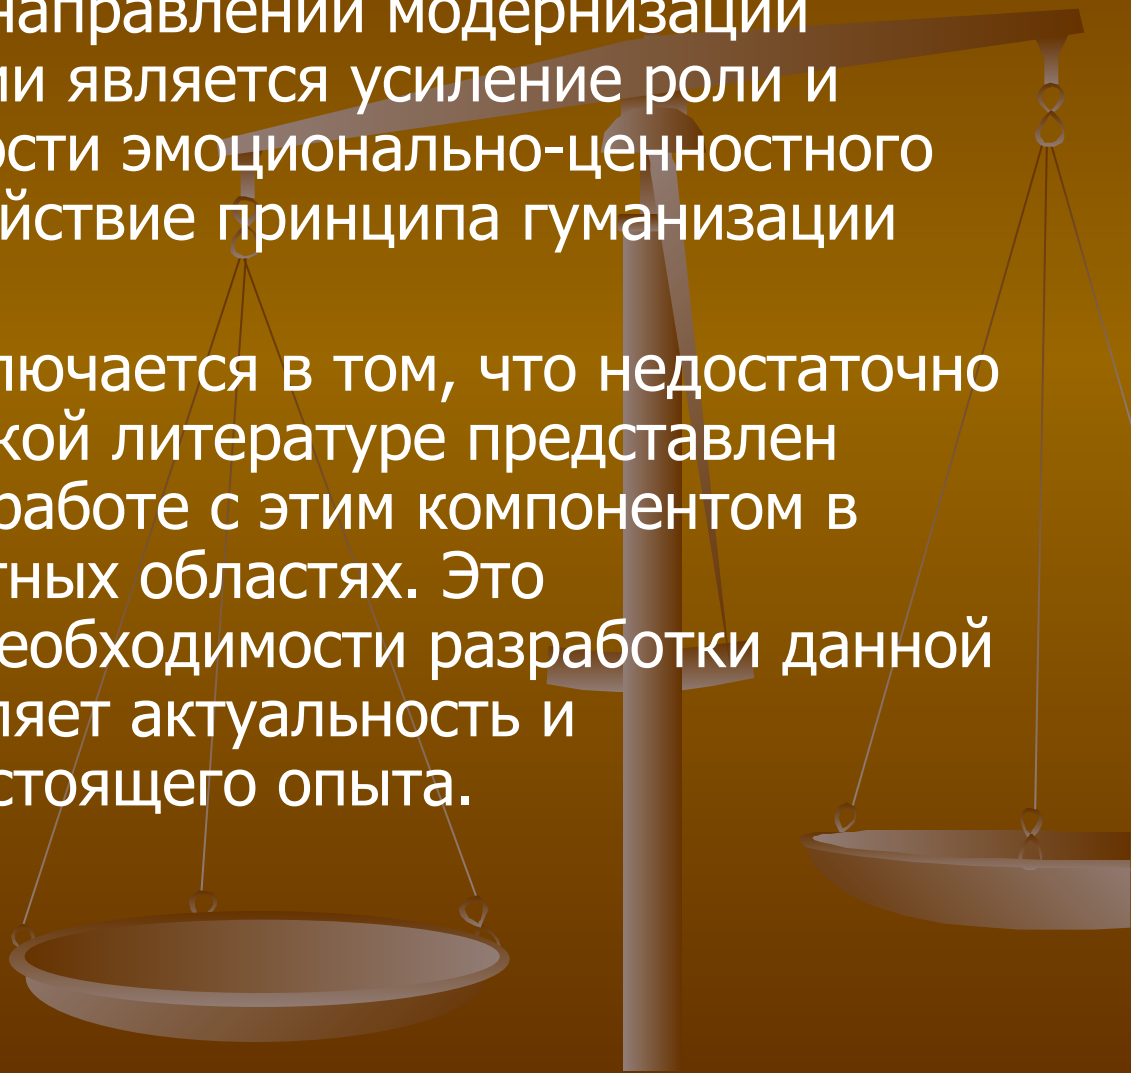 направлений модернизации
ии является усиление роли и
ости эмоционально-ценностного
йствие принципа гуманизации
лючается в том, что недостаточно
кой литературе представлен
работе с этим компонентом в
тных областях. Это
еобходимости разработки данной
ляет актуальность и
стоящего опыта.